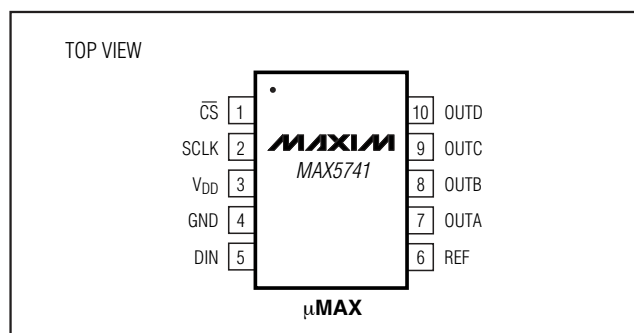 TOP VIEW
C̅S̅ 1
SCLK 2
VDD 3
GND 4
DIN 5
MAXIM
MAX5741
10 OUTD
9 OUTC
8 OUTB
7 OUTA
6 REF
μMAX